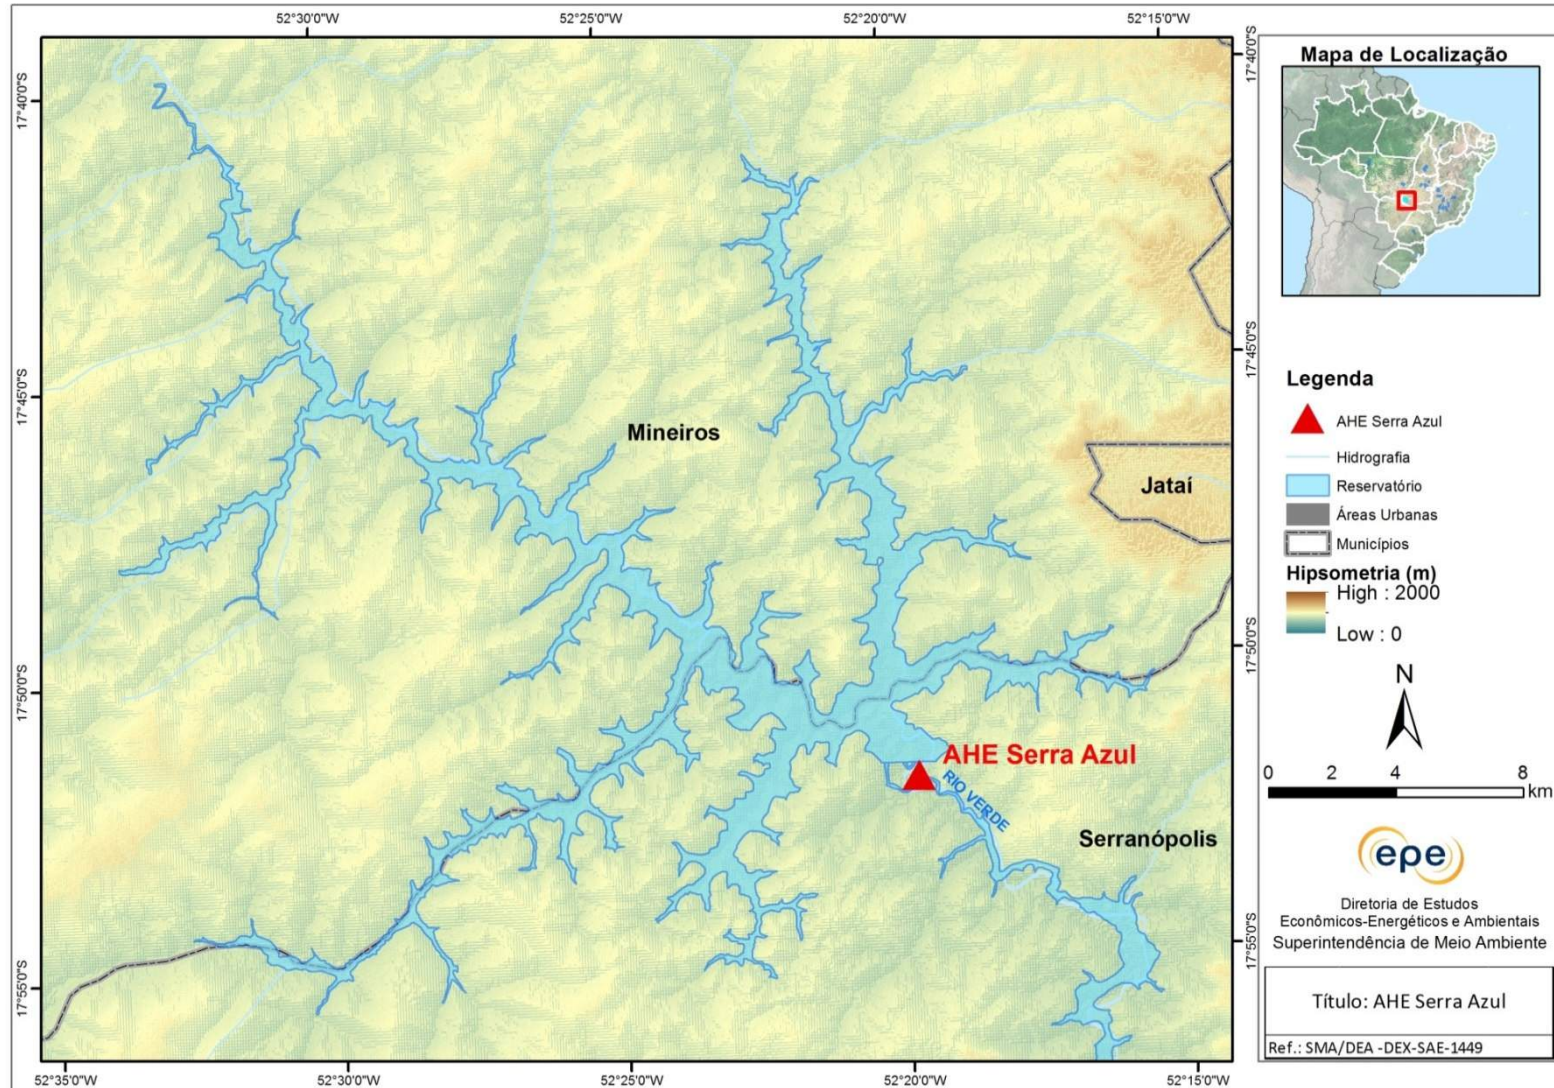 52°30'0"W
52°25'0"W
52°20'0"W
52°15'0"W
17°40'0"S
17°45'0"S
17°50'0"S
17°55'0"S
Mineiros
Jataí
AHE Serra Azul
RIO VERDE
Serranópolis
17°40'0"S
17°45'0"S
17°50'0"S
17°55'0"S
52°35'0"W
52°30'0"W
52°25'0"W
52°20'0"W
52°15'0"W
Mapa de Localização
Legenda
AHE Serra Azul
Hidrografia
Reservatório
Áreas Urbanas
Municípios
Hipsometria (m)
High : 2000
Low : 0
N
0 2 4 8
km
epe
Diretoria de Estudos
Econômicos-Energéticos e Ambientais
Superintendência de Meio Ambiente
Título: AHE Serra Azul
Ref.: SMA/DEA -DEX-SAE-1449